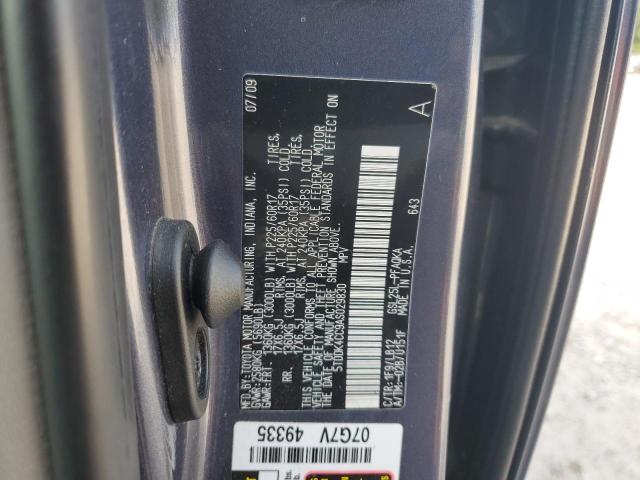 MFD.BY: TOYOTA MOTOR MANUFACTURING, INDIANA, INC. 07/09
GVWR: 2580KG (5690LB)
GAWR: FRT. 1360KG (3000LB) WITH P225/60R17 TIRES,
17X6.5J RIMS, AT 240KPA (35PSI) COLD.
RR. 1360KG (3000LB) WITH P225/60R17 TIRES,
17X6.5J RIMS, AT 240KPA (35PSI) COLD.
THIS VEHICLE CONFORMS TO ALL APPLICABLE FEDERAL MOTOR
VEHICLE SAFETY AND THEFT PREVENTION STANDARDS IN EFFECT ON
THE DATE OF MANUFACTURE SHOWN ABOVE.
5TDDK4CC9AS029830 MPV
A
C/TR: 1F9/LB12 GSL25L-PFAQKA
A/TM:-02B/U151F MADE IN U.S.A. 643
07G7V
49335